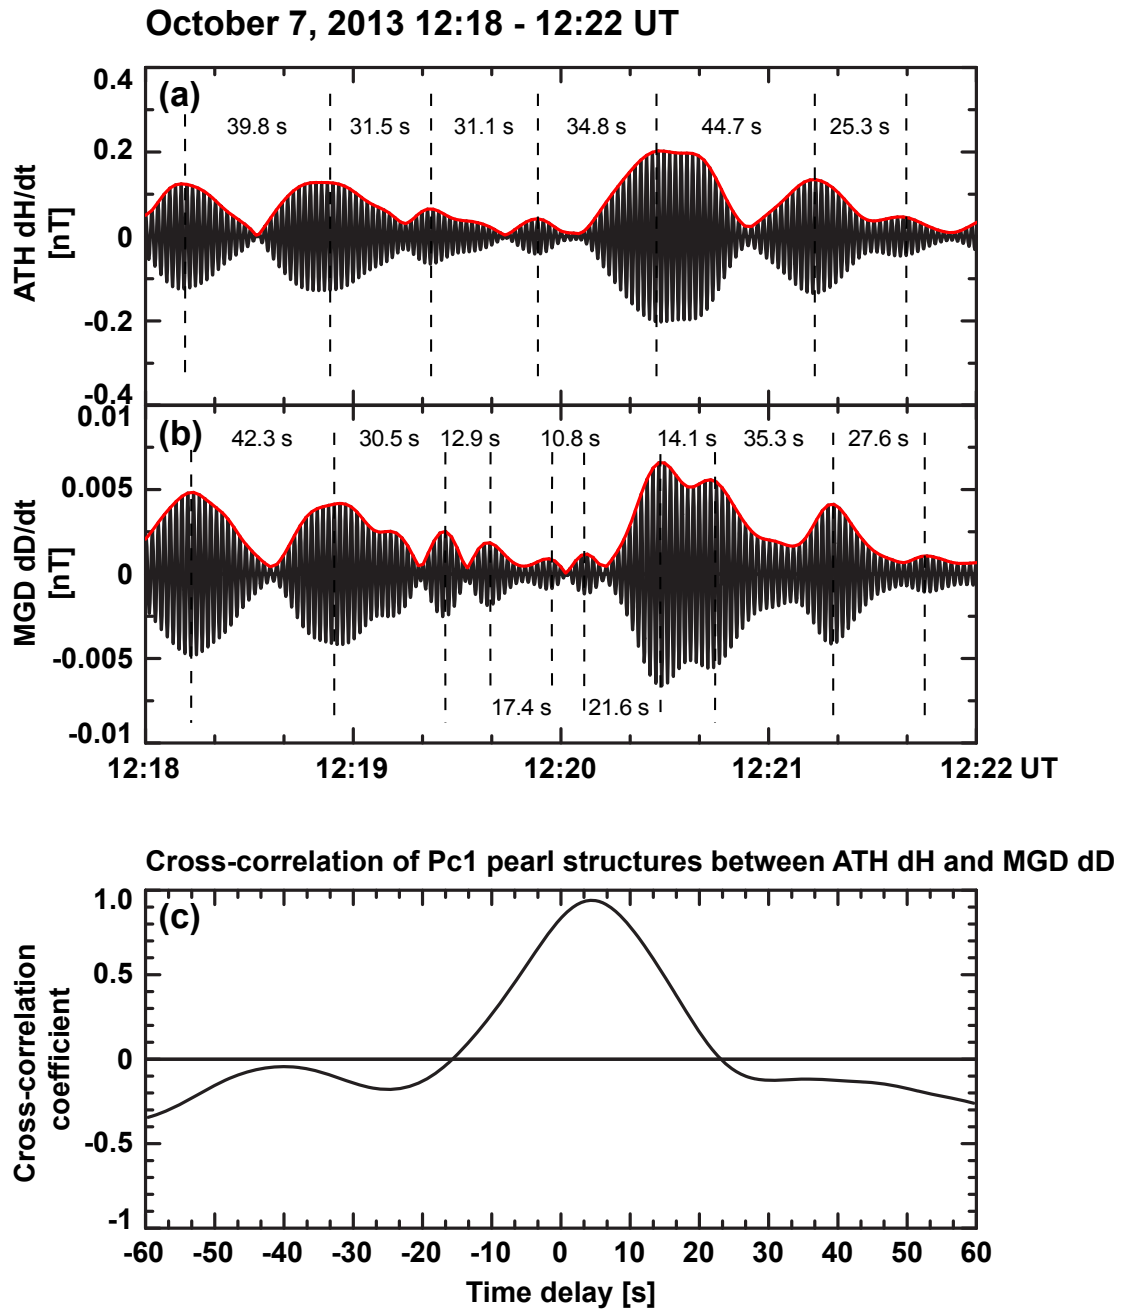 October 7, 2013 12:18 - 12:22 UT
(a)
39.8 s 31.5 s 31.1 s 34.8 s 44.7 s 25.3 s
ATH dH/dt
[nT]
0.4
0.2
0
-0.2
-0.4
(b)
42.3 s 30.5 s 12.9 s 10.8 s 14.1 s 35.3 s 27.6 s
17.4 s 21.6 s
MGD dD/dt
[nT]
0.01
0.005
0
-0.005
-0.01
12:18 12:19 12:20 12:21 12:22 UT
Cross-correlation of Pc1 pearl structures between ATH dH and MGD dD
(c)
Cross-correlation
coefficient
1.0
0.5
0
-0.5
-1
-60 -50 -40 -30 -20 -10 0 10 20 30 40 50 60
Time delay [s]